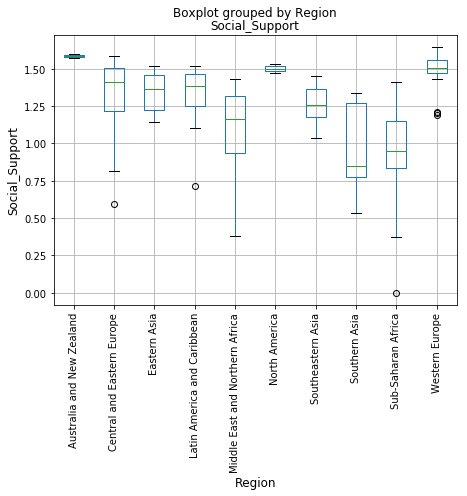 Boxplot grouped by Region
Social_Support
Social_Support
1.50
1.25
1.00
0.75
0.50
0.25
0.00
Australia and New Zealand
Central and Eastern Europe
Eastern Asia
Latin America and Caribbean
Middle East and Northern Africa
North America
Southeastern Asia
Southern Asia
Sub-Saharan Africa
Western Europe
Region